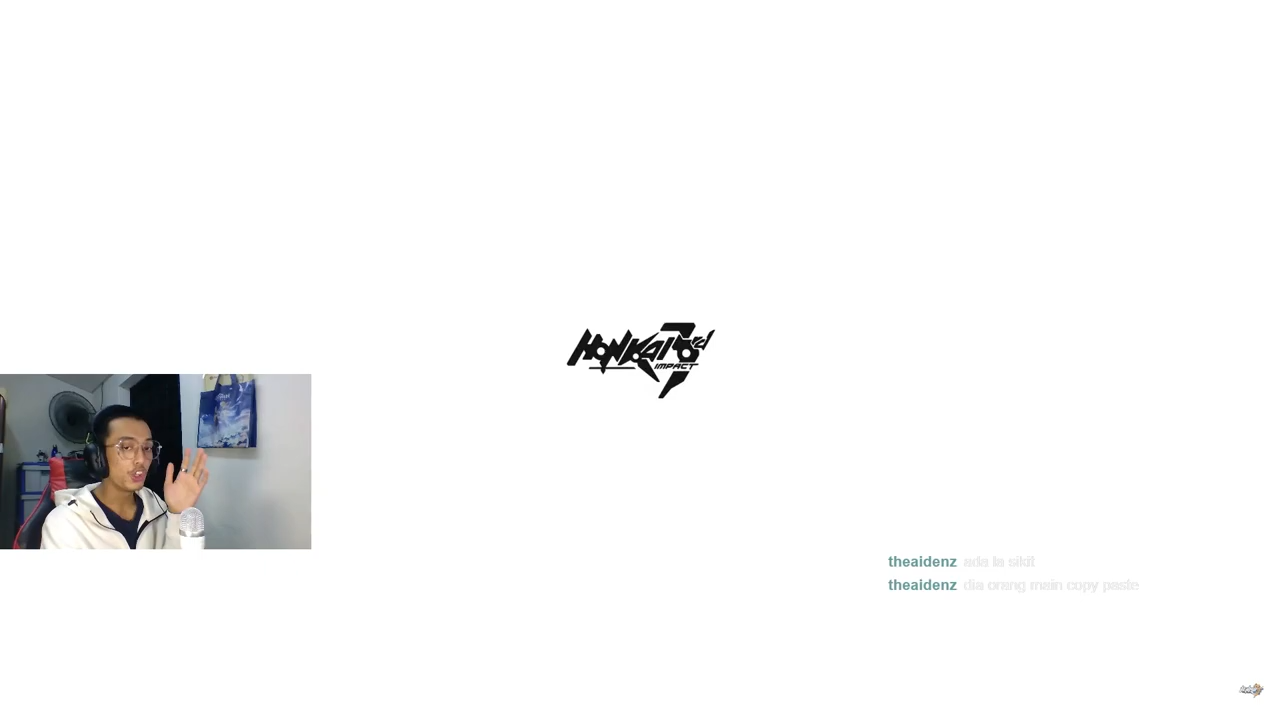 HONKAI 3rd
IMPACT
theaidenz ada la sikit
theaidenz dia orang main copy paste